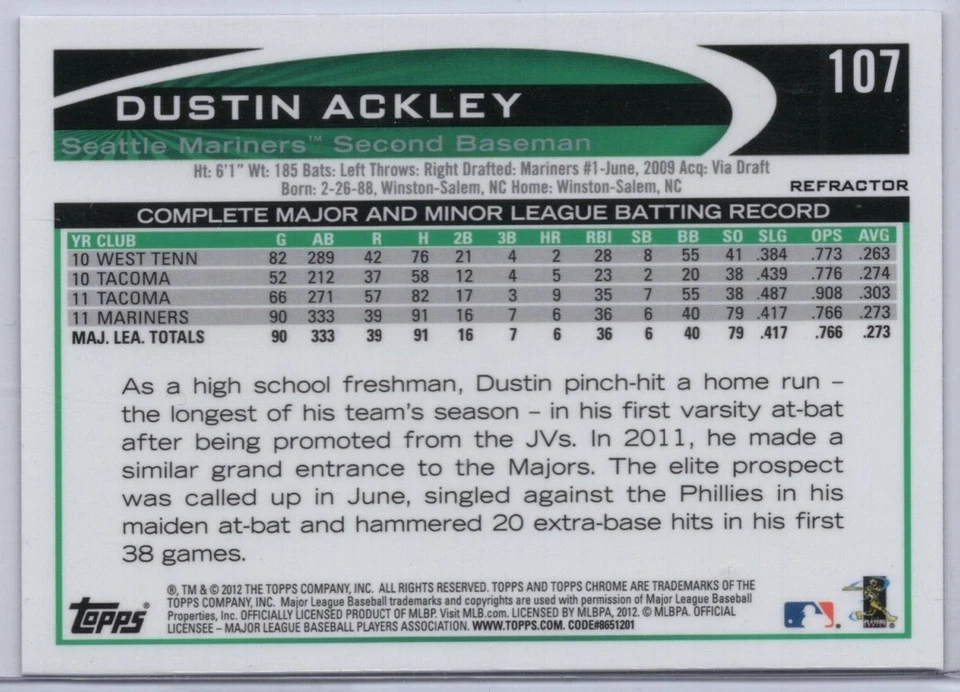 107
DUSTIN ACKLEY
Seattle Mariners™ Second Baseman
Ht: 6'1" Wt: 185 Bats: Left Throws: Right Drafted: Mariners #1-June, 2009 Acq: Via Draft
Born: 2-26-88, Winston-Salem, NC Home: Winston-Salem, NC
REFRACTOR
COMPLETE MAJOR AND MINOR LEAGUE BATTING RECORD
YR CLUB G AB R H 2B 3B HR RBI SB BB SO SLG OPS AVG
10 WEST TENN 82 289 42 76 21 4 2 28 8 55 41 .384 .773 .263
10 TACOMA 52 212 37 58 12 4 5 23 2 20 38 .439 .776 .274
11 TACOMA 66 271 57 82 17 3 9 35 7 55 38 .487 .908 .303
11 MARINERS 90 333 39 91 16 7 6 36 6 40 79 .417 .766 .273
MAJ. LEA. TOTALS 90 333 39 91 16 7 6 36 6 40 79 .417 .766 .273
As a high school freshman, Dustin pinch-hit a home run –
the longest of his team's season – in his first varsity at-bat
after being promoted from the JVs. In 2011, he made a
similar grand entrance to the Majors. The elite prospect
was called up in June, singled against the Phillies in his
maiden at-bat and hammered 20 extra-base hits in his first
38 games.
®, TM & © 2012 THE TOPPS COMPANY, INC. ALL RIGHTS RESERVED. TOPPS AND TOPPS CHROME ARE TRADEMARKS OF THE
TOPPS COMPANY, INC. Major League Baseball trademarks and copyrights are used with permission of Major League Baseball
Properties, Inc. OFFICIALLY LICENSED PRODUCT OF MLBP. Visit MLB.com. LICENSED BY MLBPA, 2012. © MLBPA. OFFICIAL
LICENSEE – MAJOR LEAGUE BASEBALL PLAYERS ASSOCIATION. WWW.TOPPS.COM. CODE#8651201
topps®